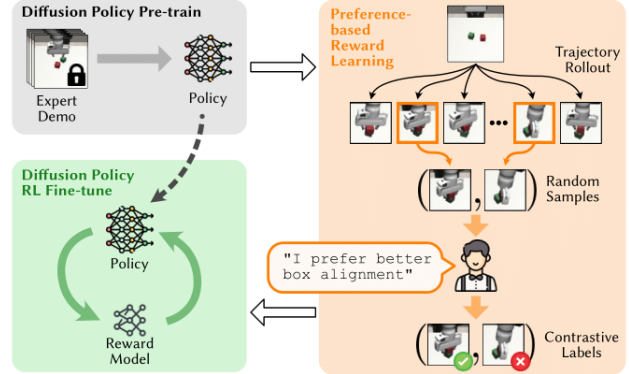 Diffusion Policy Pre-train
Expert
Demo
Policy
Diffusion Policy
RL Fine-tune
Policy
Reward
Model
Preference-
based
Reward
Learning
Trajectory
Rollout
Random
Samples
"I prefer better
box alignment"
Contrastive
Labels